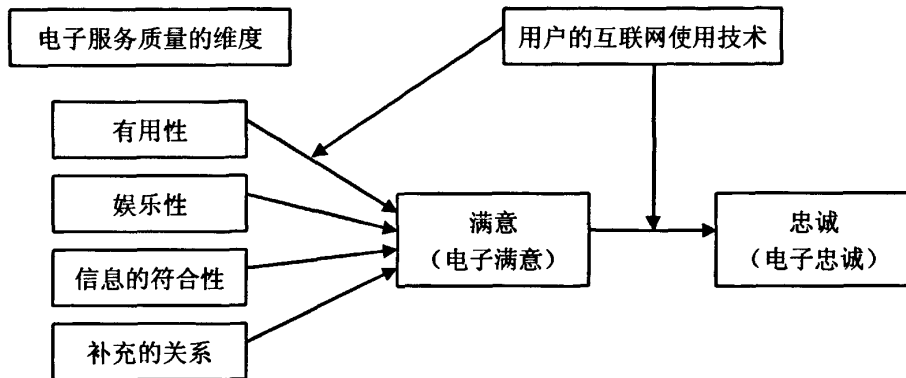 电子服务质量的维度
用户的互联网使用技术
有用性
娱乐性
信息的符合性
补充的关系
满意
（电子满意）
忠诚
（电子忠诚）